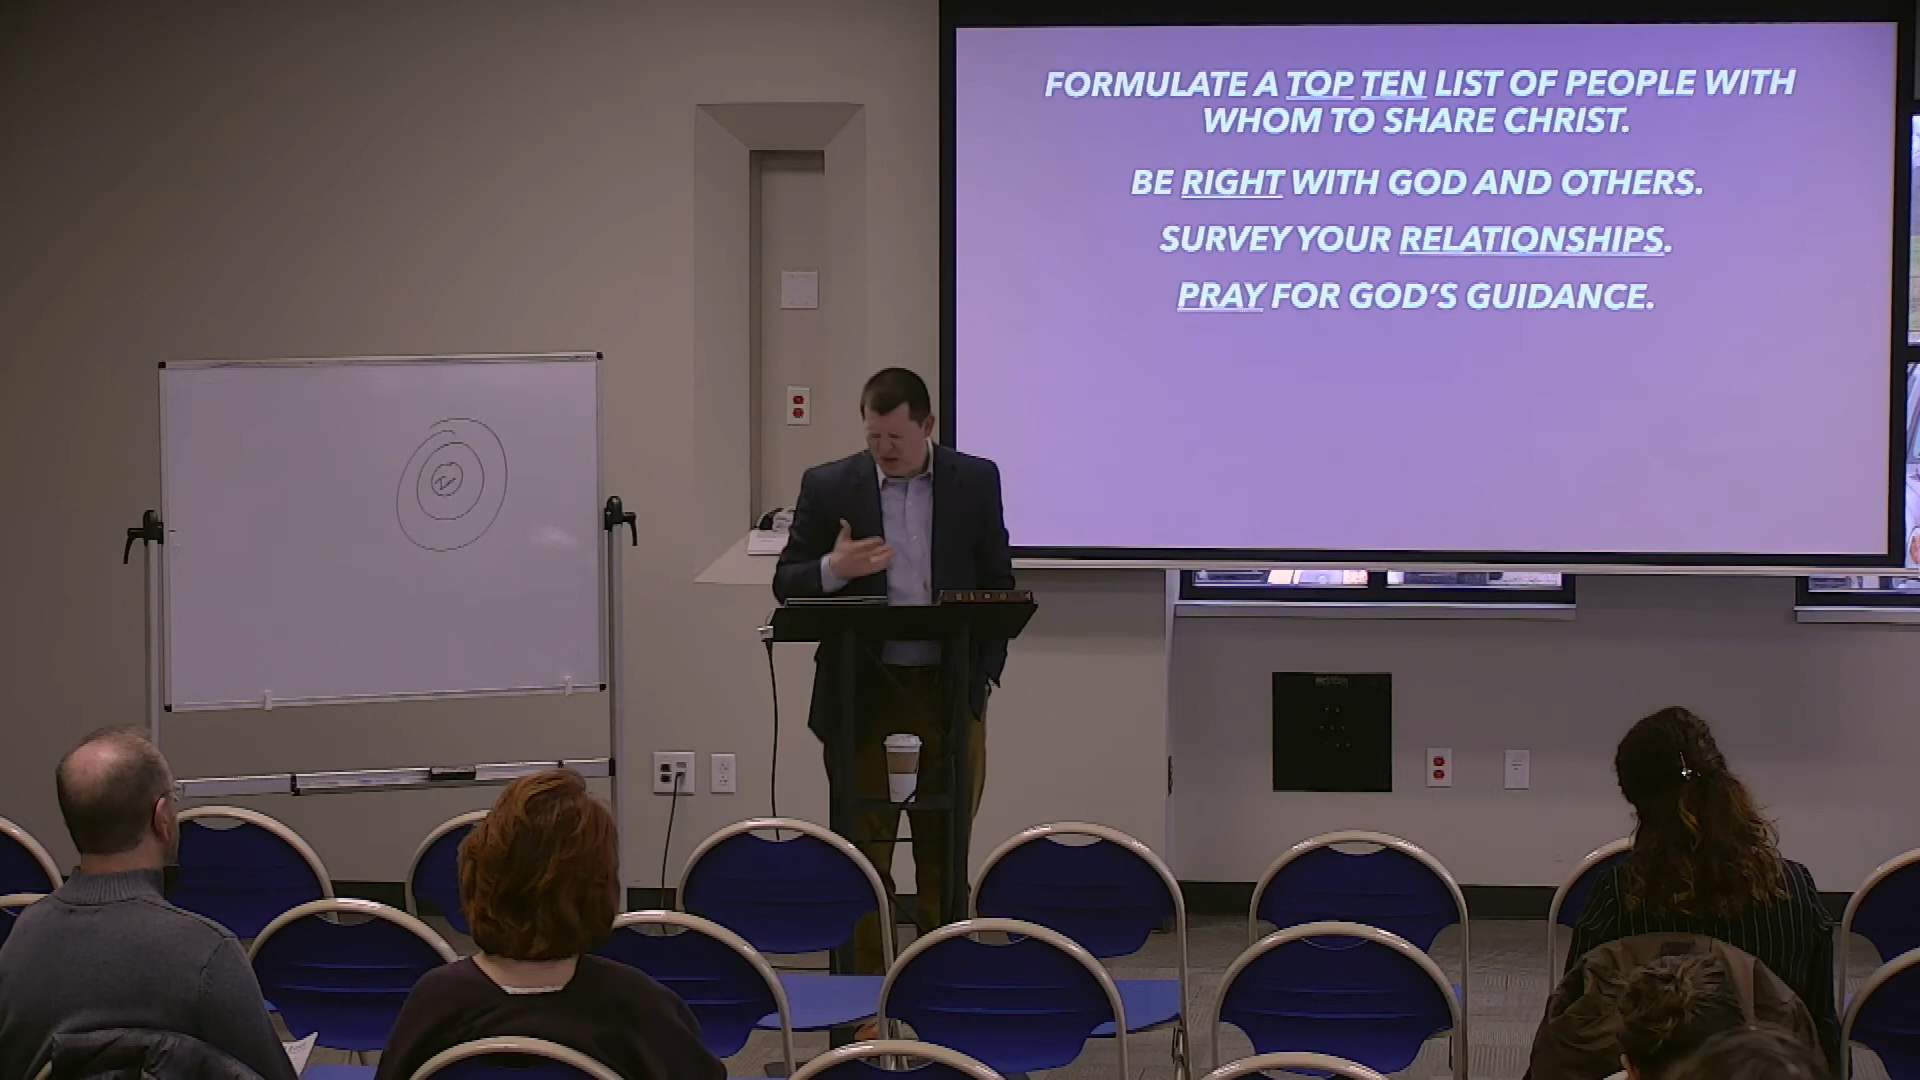 FORMULATE A TOP TEN LIST OF PEOPLE WITH
WHOM TO SHARE CHRIST.
BE RIGHT WITH GOD AND OTHERS.
SURVEY YOUR RELATIONSHIPS.
PRAY FOR GOD'S GUIDANCE.